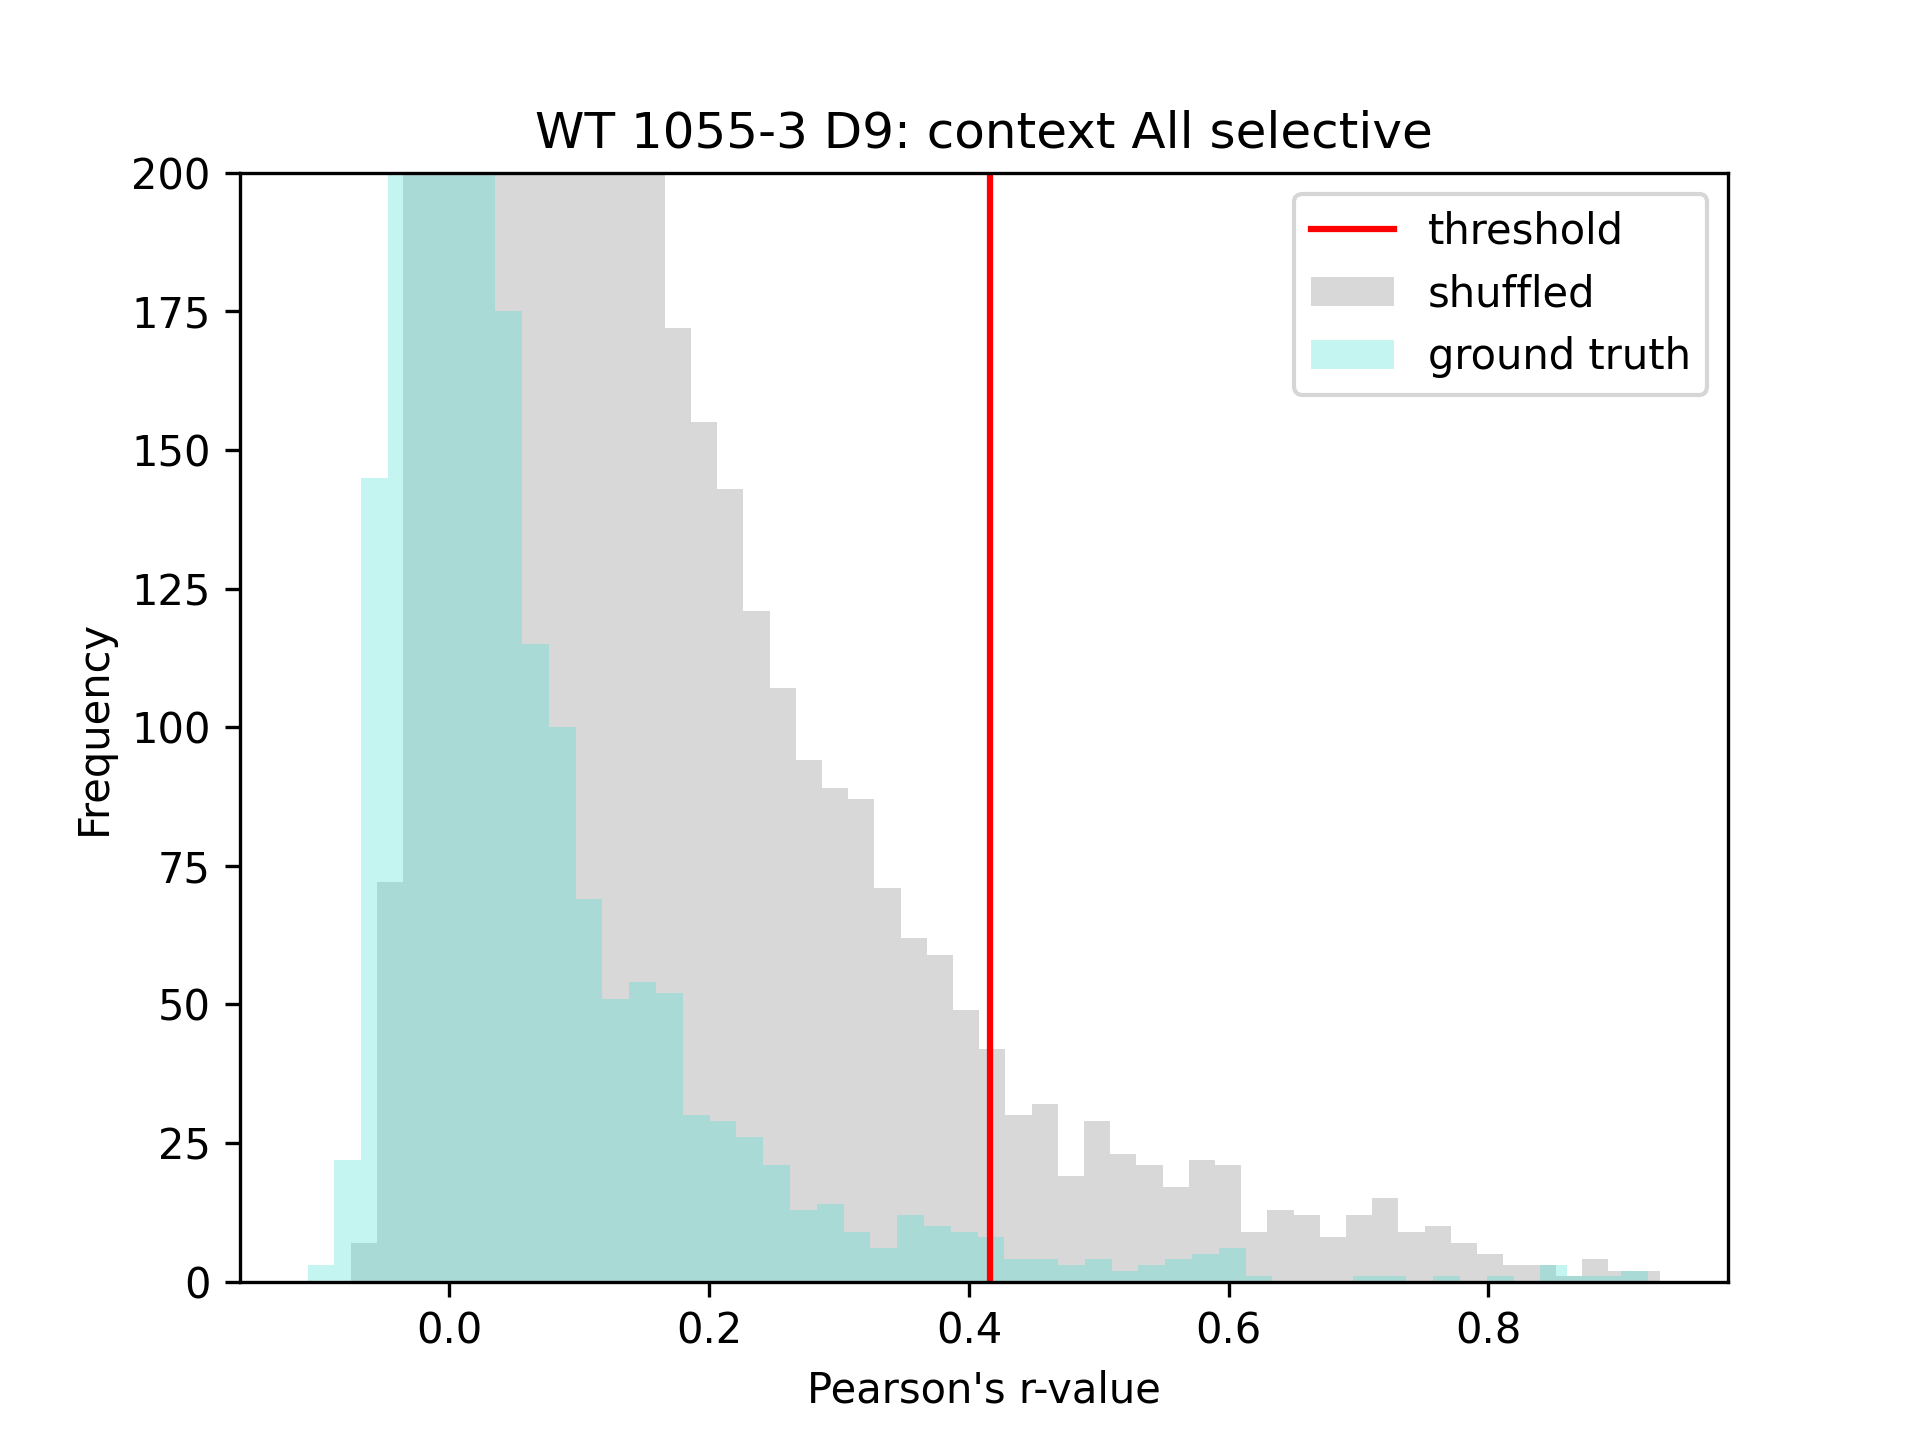 WT 1055-3 D9: context All selective
200
175
150
125
100
75
50
25
0
Frequency
threshold
shuffled
ground truth
0.0 0.2 0.4 0.6 0.8
Pearson's r-value